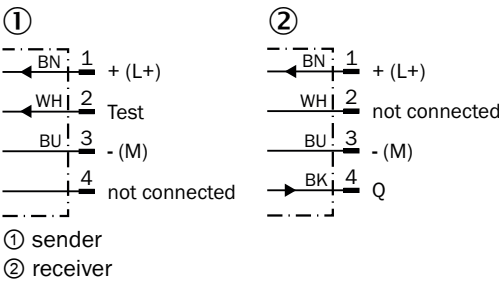 ①
BN 1 + (L+)
WH 2 Test
BU 3 - (M)
4 not connected
②
BN 1 + (L+)
WH 2 not connected
BU 3 - (M)
BK 4 Q
① sender
② receiver